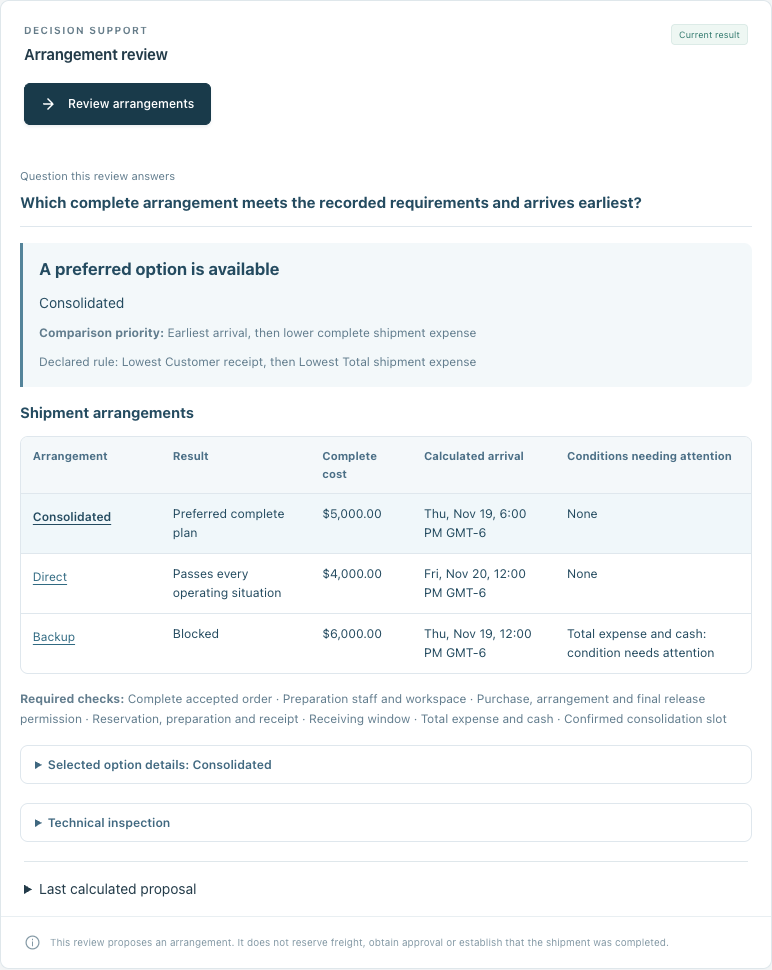 DECISION SUPPORT
Arrangement review
Current result
Review arrangements
Question this review answers
Which complete arrangement meets the recorded requirements and arrives earliest?
A preferred option is available
Consolidated
Comparison priority: Earliest arrival, then lower complete shipment expense
Declared rule: Lowest Customer receipt, then Lowest Total shipment expense
Shipment arrangements
Arrangement Result Complete cost Calculated arrival Conditions needing attention
Consolidated Preferred complete plan $5,000.00 Thu, Nov 19, 6:00 PM GMT-6 None
Direct Passes every operating situation $4,000.00 Fri, Nov 20, 12:00 PM GMT-6 None
Backup Blocked $6,000.00 Thu, Nov 19, 12:00 PM GMT-6 Total expense and cash: condition needs attention
Required checks: Complete accepted order · Preparation staff and workspace · Purchase, arrangement and final release
permission · Reservation, preparation and receipt · Receiving window · Total expense and cash · Confirmed consolidation slot
Selected option details: Consolidated
Technical inspection
Last calculated proposal
This review proposes an arrangement. It does not reserve freight, obtain approval or establish that the shipment was completed.